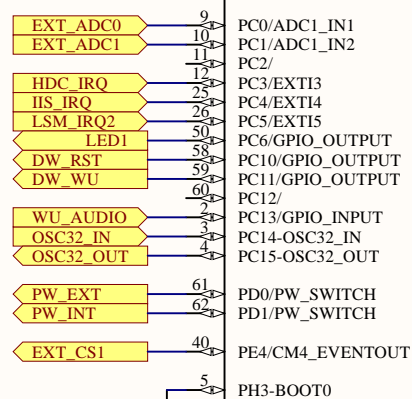 EXT_ADC0 9 PC0/ADC1_IN1
EXT_ADC1 10 PC1/ADC1_IN2
11 PC2/
HDC_IRQ 12 PC3/EXTI3
IIS_IRQ 25 PC4/EXTI4
LSM_IRQ2 26 PC5/EXTI5
LED1 50 PC6/GPIO_OUTPUT
DW_RST 58 PC10/GPIO_OUTPUT
DW_WU 59 PC11/GPIO_OUTPUT
60 PC12/
WU_AUDIO 2 PC13/GPIO_INPUT
OSC32_IN 3 PC14-OSC32_IN
OSC32_OUT 4 PC15-OSC32_OUT
PW_EXT 61 PD0/PW_SWITCH
PW_INT 62 PD1/PW_SWITCH
EXT_CS1 40 PE4/CM4_EVENTOUT
5 PH3-BOOT0